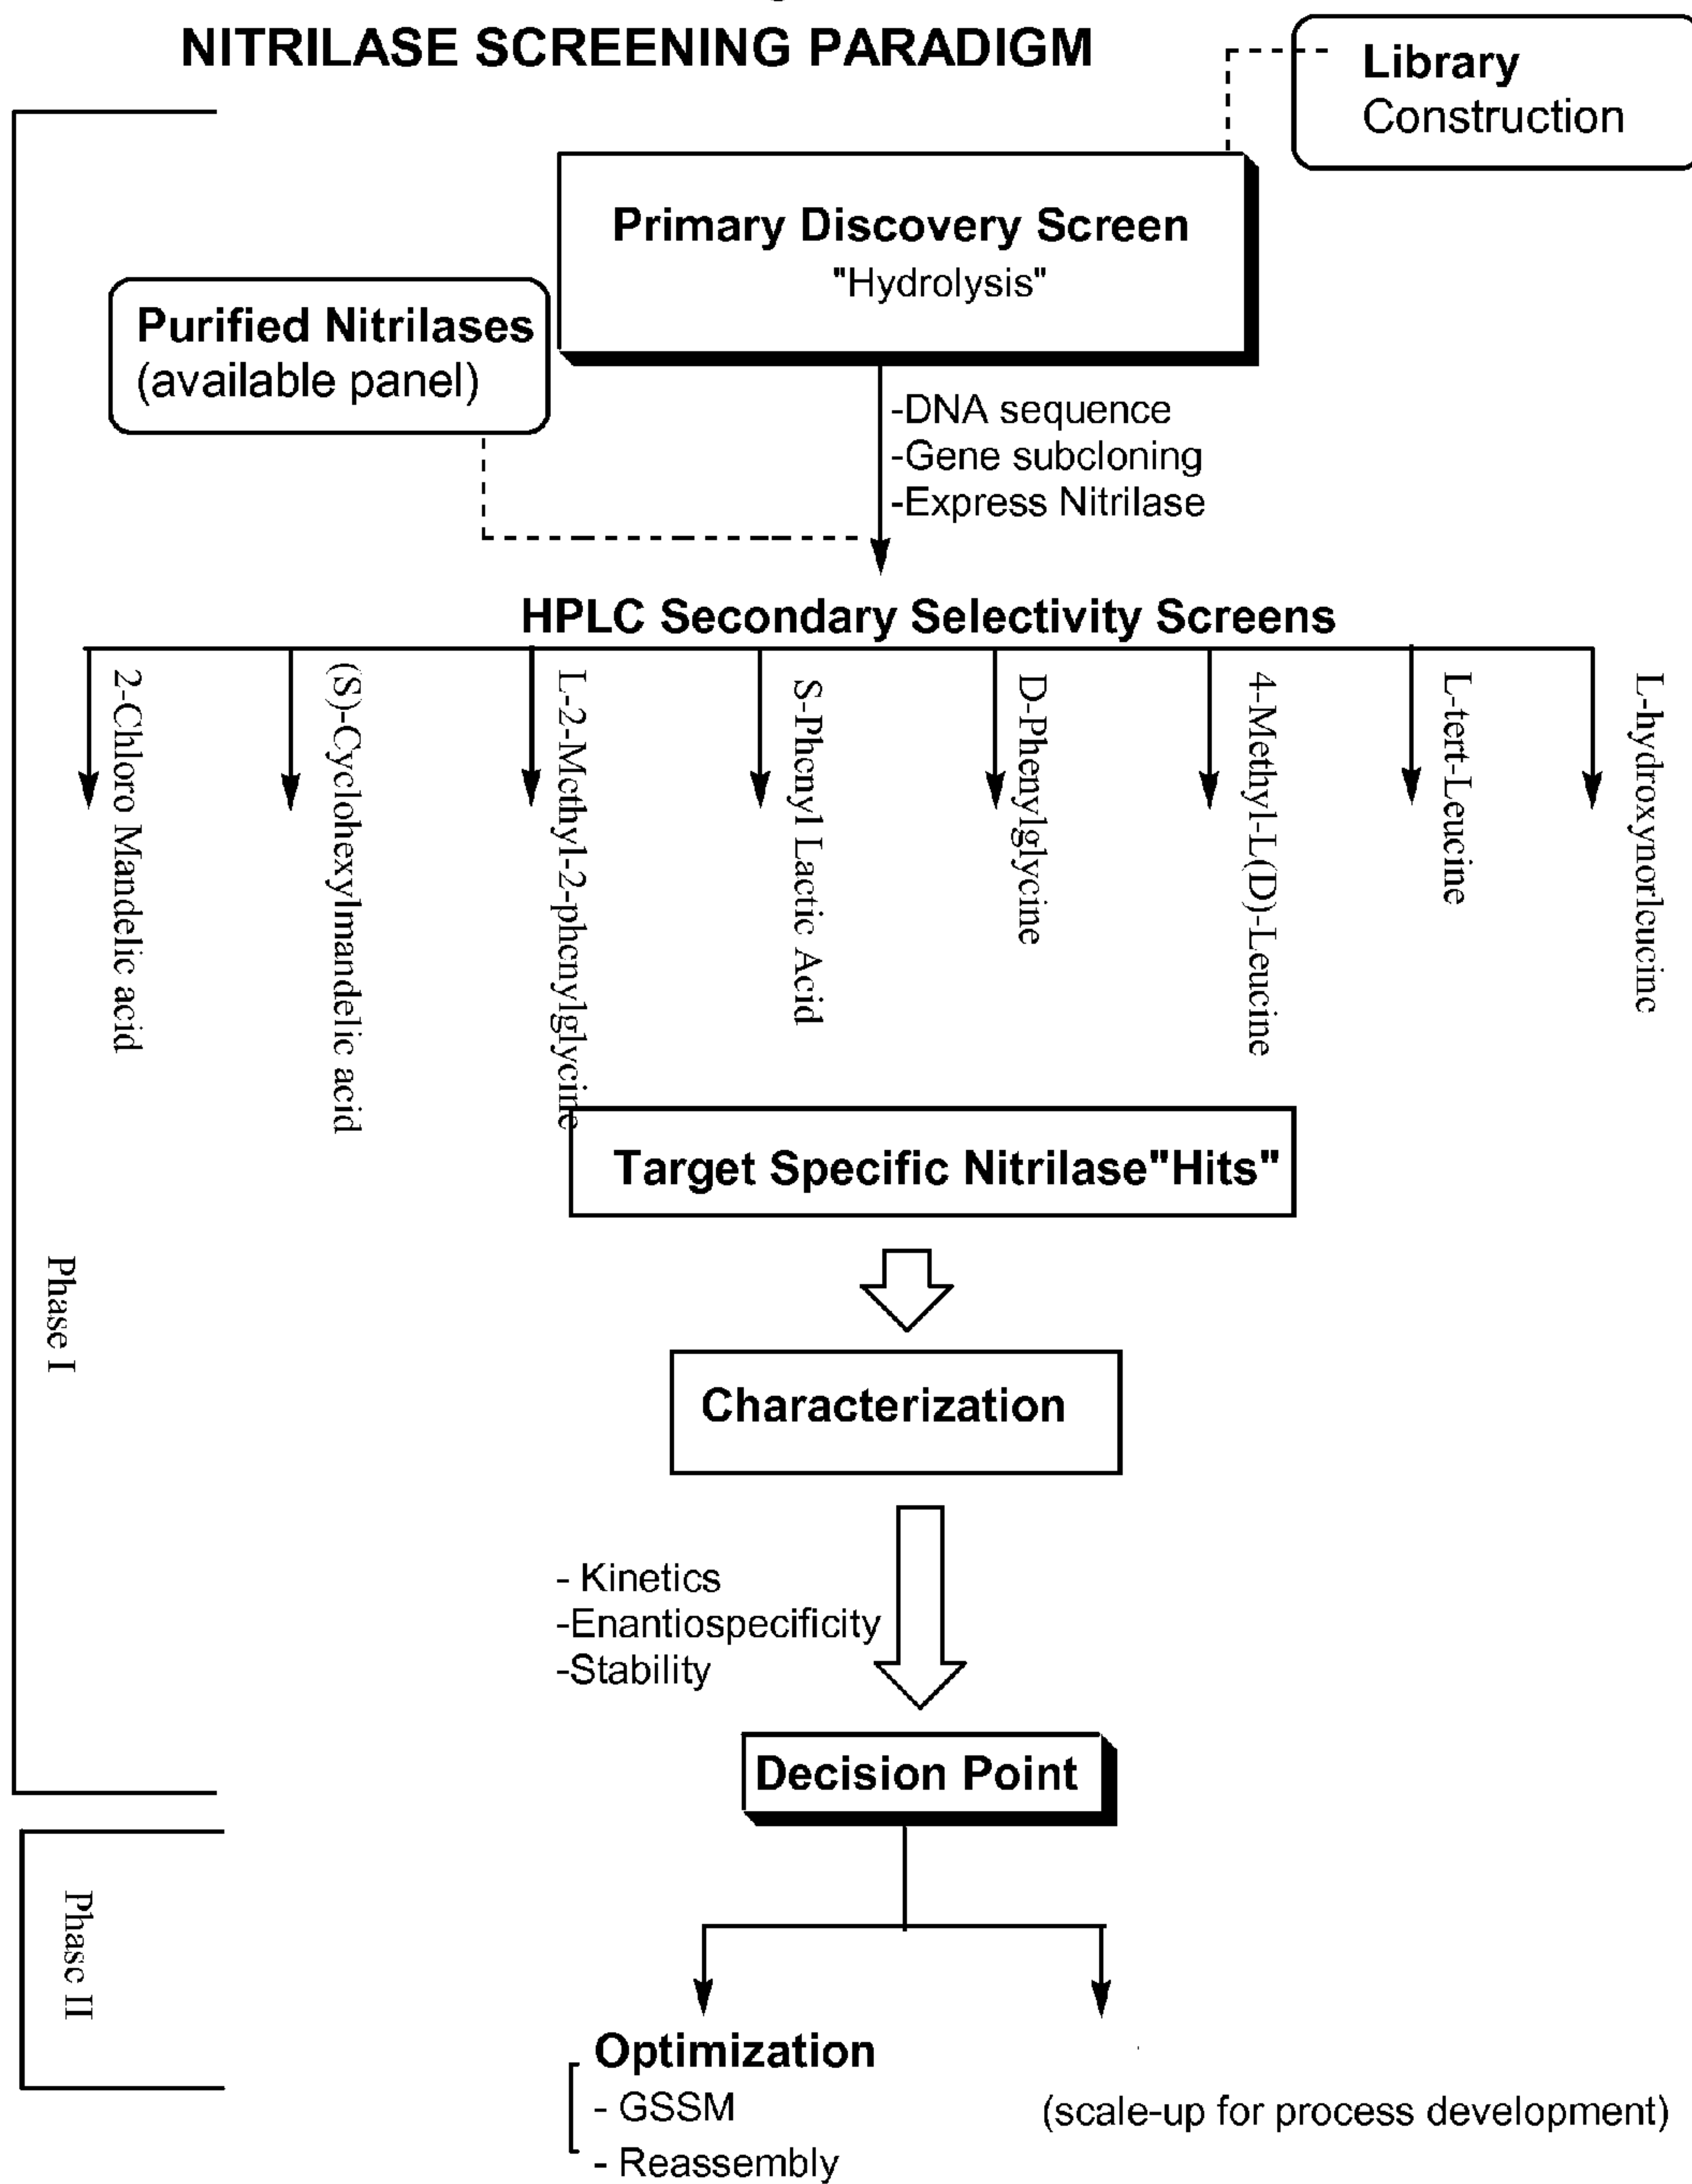 NITRILASE SCREENING PARADIGM
Library
Construction
Primary Discovery Screen
"Hydrolysis"
Purified Nitrilases
(available panel)
-DNA sequence
-Gene subcloning
-Express Nitrilase
HPLC Secondary Selectivity Screens
2-Chloro Mandelic acid
(S)-Cyclohexylmandelic acid
L-2-Methyl-2-phenylglycine
S-Phenyl Lactic Acid
D-Phenylglycine
4-Methyl-L(D)-Leucine
L-tert-Leucine
L-hydroxynorleucine
Target Specific Nitrilase"Hits"
Phase I
Characterization
- Kinetics
-Enantiospecificity
-Stability
Decision Point
Phase II
Optimization
- GSSM
- Reassembly
(scale-up for process development)